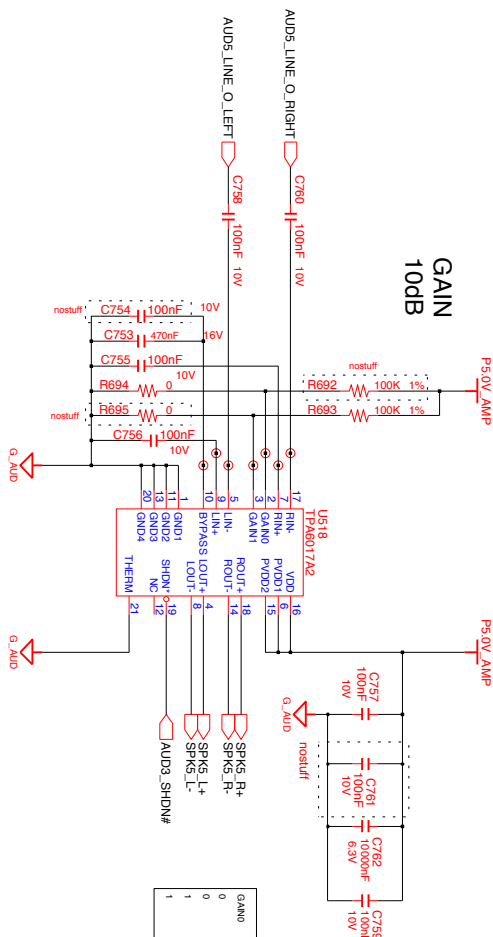 GAIN
10dB
P5.0V_AMP
P5.0V_AMP
AUD5_LINE_O_RIGHT
C760
100nF
10V
AUD5_LINE_O_LEFT
C758
100nF
10V
nostuff
C754
100nF
10V
C753
470nF
16V
C755
100nF
10V
R694
0
nostuff
R695
0
C756
100nF
10V
nostuff
R692
100K
1%
R693
100K
1%
G_AUD
U518
TPA6017A2
17
RIN-
7
RIN+
2
GAIN0
3
GAIN1
5
LIN-
9
LIN+
10
BYPASS
1
GND1
11
GND2
13
GND3
20
GND4
VDD
16
PVDD1
6
PVDD2
15
ROUT+
18
ROUT-
14
LOUT+
4
LOUT-
8
SHDN*
19
NC
12
THERM
21
SPK5_R+
SPK5_R-
SPK5_L+
SPK5_L-
AUD3_SHDN#
G_AUD
C757
100nF
10V
G_AUD
nostuff
C761
100nF
10V
C762
10000nF
6.3V
C759
100nF
10V
GAIN0
0
0
1
1